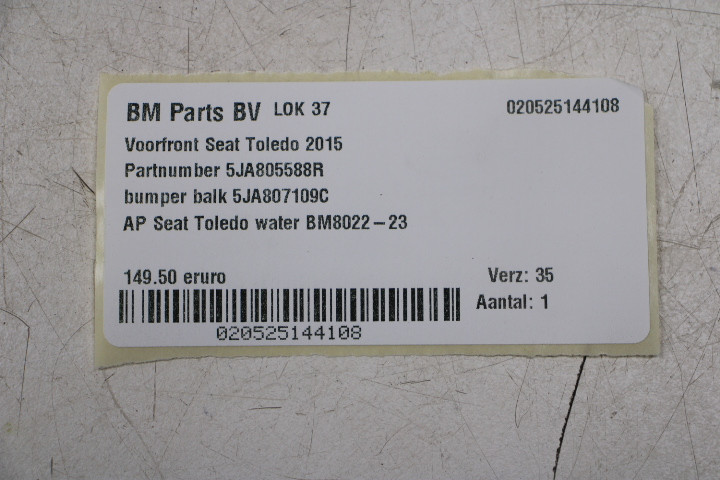 BM Parts BV LOK 37 020525144108
Voorfront Seat Toledo 2015
Partnumber 5JA805588R
bumper balk 5JA807109C
AP Seat Toledo water BM8022-23
149.50 eruro Verz: 35
Aantal: 1
020525144108